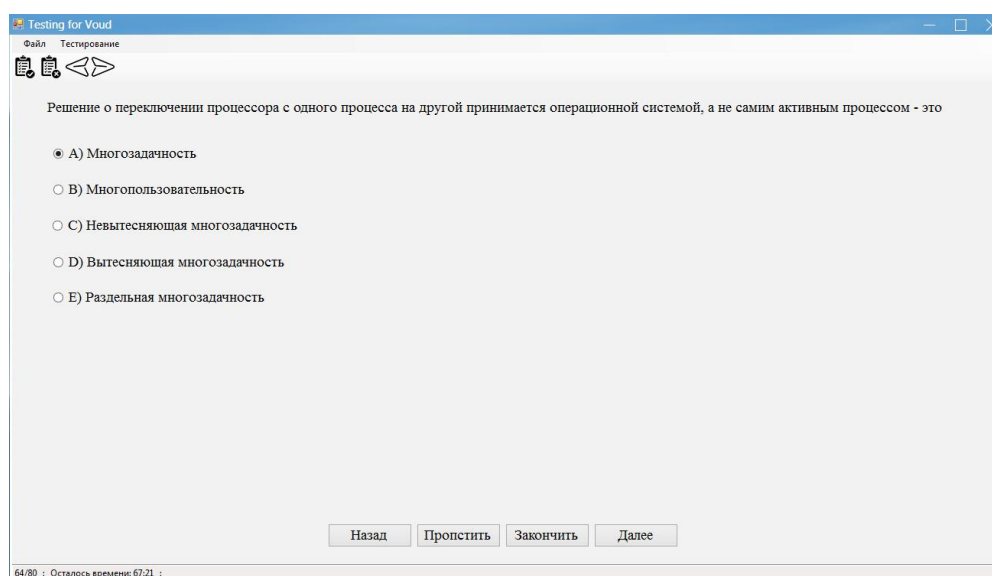 Testing for Voud
Файл Тестирование
Решение о переключении процессора с одного процесса на другой принимается операционной системой, а не самим активным процессом - это
A) Многозадачность
B) Многопользовательность
C) Невытесняющая многозадачность
D) Вытесняющая многозадачность
E) Раздельная многозадачность
Назад Пропстить Закончить Далее
64/80 : Осталось времени: 67:21 :